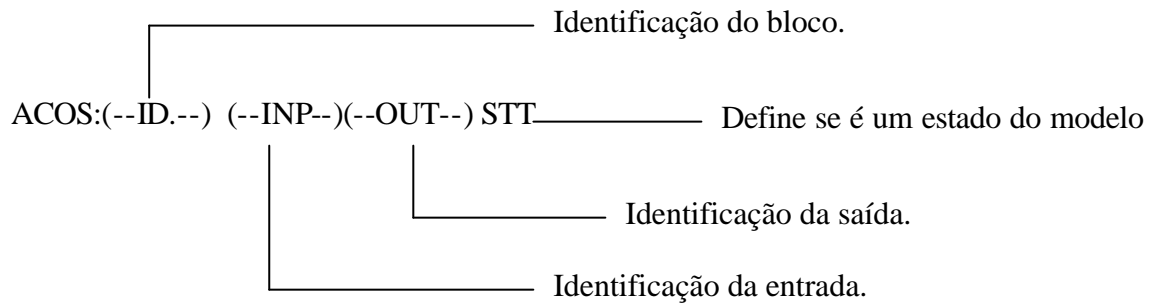 Identificação do bloco.
ACOS:(--ID.--) (--INP--)(--OUT--) STT
Define se é um estado do modelo
Identificação da saída.
Identificação da entrada.